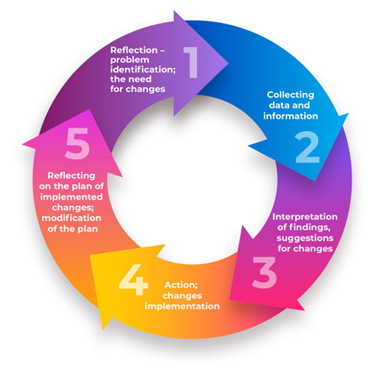 1
Reflection –
problem
identification;
the need
for changes
Collecting
data and
information
2
Interpretation
of findings,
suggestions
for changes
3
4
Action;
changes
implementation
5
Reflecting
on the plan of
implemented
changes;
modification
of the plan